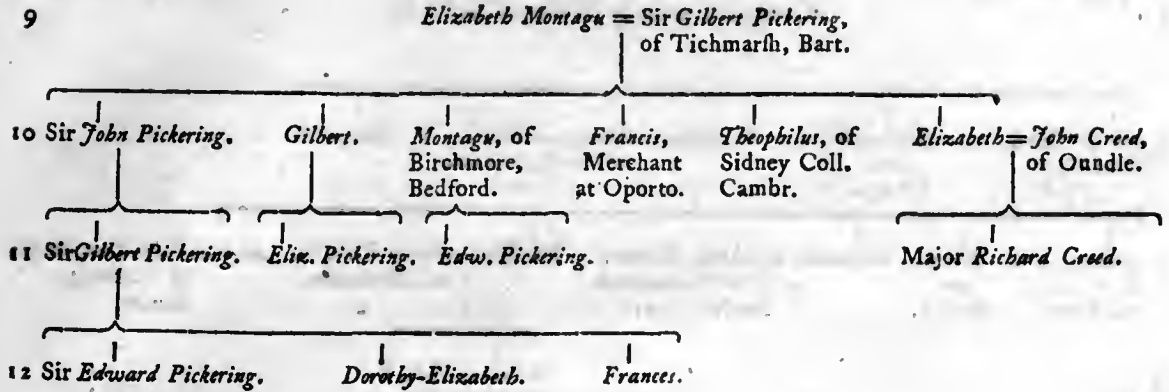 9 Elizabeth Montagu = Sir Gilbert Pickering,
of Tichmarſh, Bart.
10 Sir John Pickering. Gilbert. Montagu, of Francis, Theophilus, of Elizabeth = John Creed,
Birchmore, Merchant Sidney Coll. of Oundle.
Bedford. at Oporto. Cambr.
11 Sir Gilbert Pickering. Eliz. Pickering. Edw. Pickering. Major Richard Creed.
12 Sir Edward Pickering. Dorothy-Elizabeth. Frances.